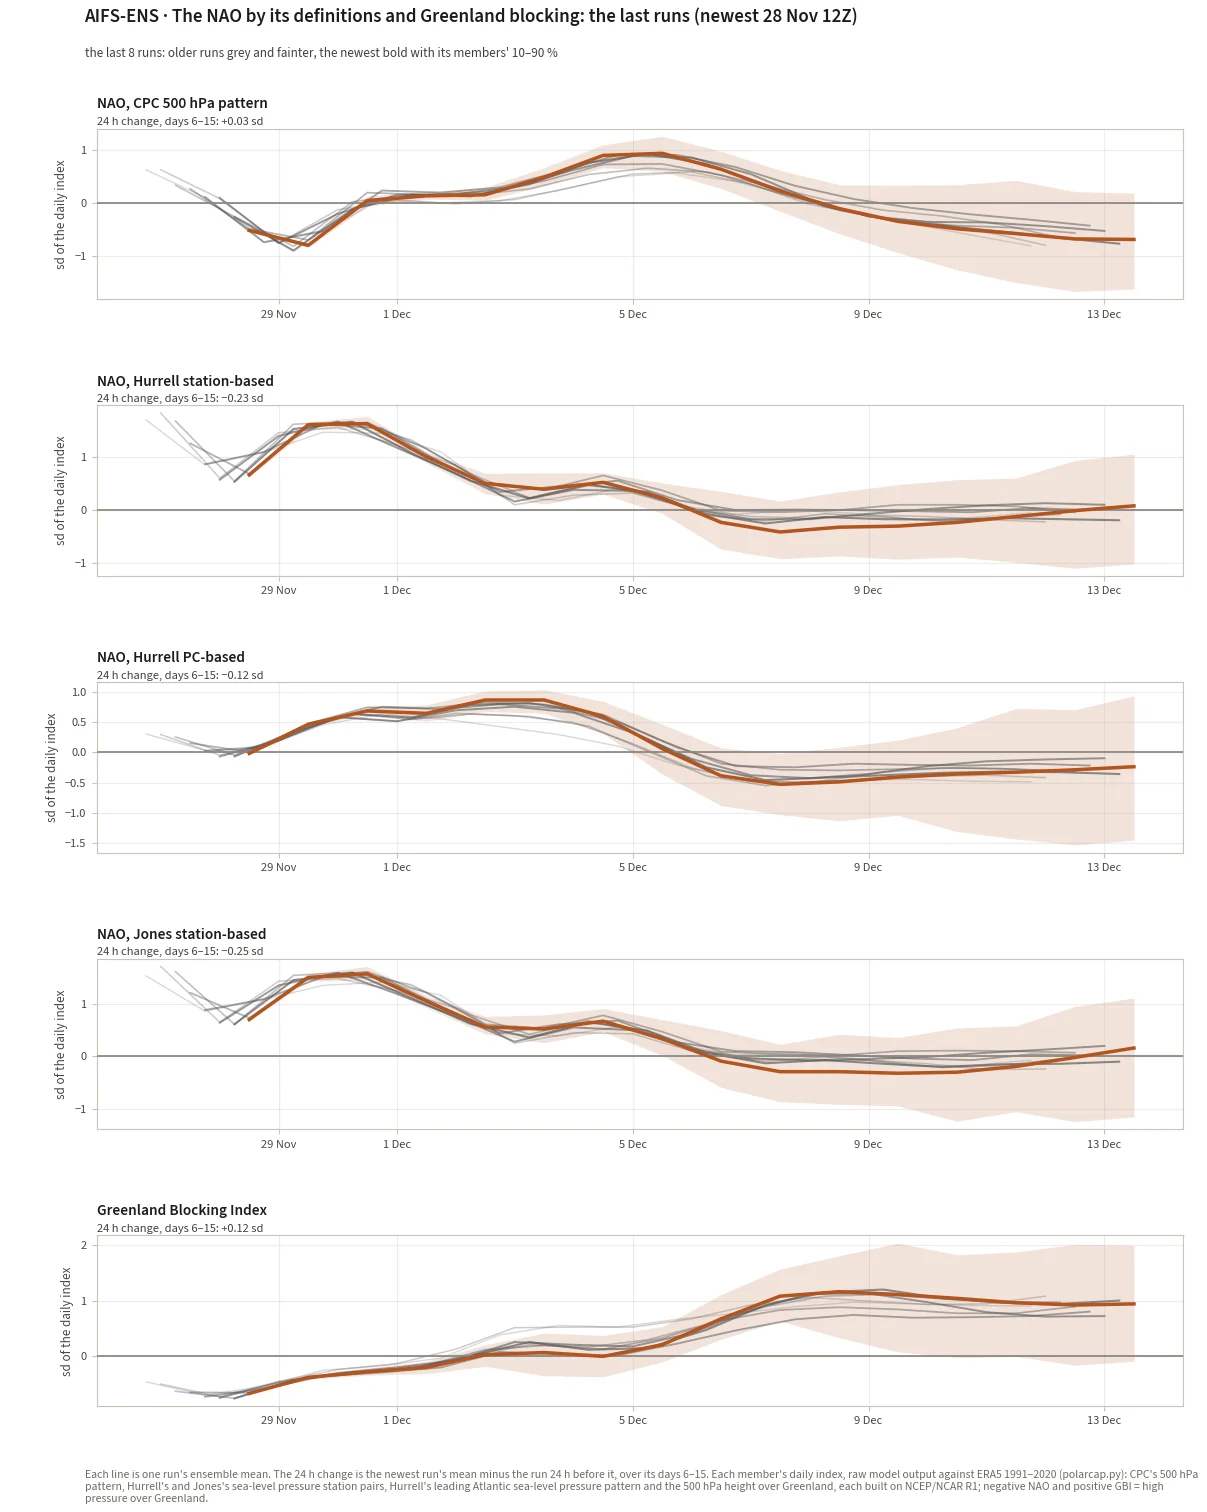 AIFS-ENS · The NAO by its definitions and Greenland blocking: the last runs (newest 28 Nov 12Z)
the last 8 runs: older runs grey and fainter, the newest bold with its members' 10–90 %
NAO, CPC 500 hPa pattern
24 h change, days 6–15: +0.03 sd
sd of the daily index
1
0
−1
29 Nov
1 Dec
5 Dec
9 Dec
13 Dec
NAO, Hurrell station-based
24 h change, days 6–15: −0.23 sd
sd of the daily index
1
0
−1
29 Nov
1 Dec
5 Dec
9 Dec
13 Dec
NAO, Hurrell PC-based
24 h change, days 6–15: −0.12 sd
sd of the daily index
1.0
0.5
0.0
−0.5
−1.0
−1.5
29 Nov
1 Dec
5 Dec
9 Dec
13 Dec
NAO, Jones station-based
24 h change, days 6–15: −0.25 sd
sd of the daily index
1
0
−1
29 Nov
1 Dec
5 Dec
9 Dec
13 Dec
Greenland Blocking Index
24 h change, days 6–15: +0.12 sd
sd of the daily index
2
1
0
29 Nov
1 Dec
5 Dec
9 Dec
13 Dec
Each line is one run's ensemble mean. The 24 h change is the newest run's mean minus the run 24 h before it, over its days 6–15. Each member's daily index, raw model output against ERA5 1991–2020 (polarcap.py): CPC's 500 hPa
pattern, Hurrell's and Jones's sea-level pressure station pairs, Hurrell's leading Atlantic sea-level pressure pattern and the 500 hPa height over Greenland, each built on NCEP/NCAR R1; negative NAO and positive GBI = high
pressure over Greenland.